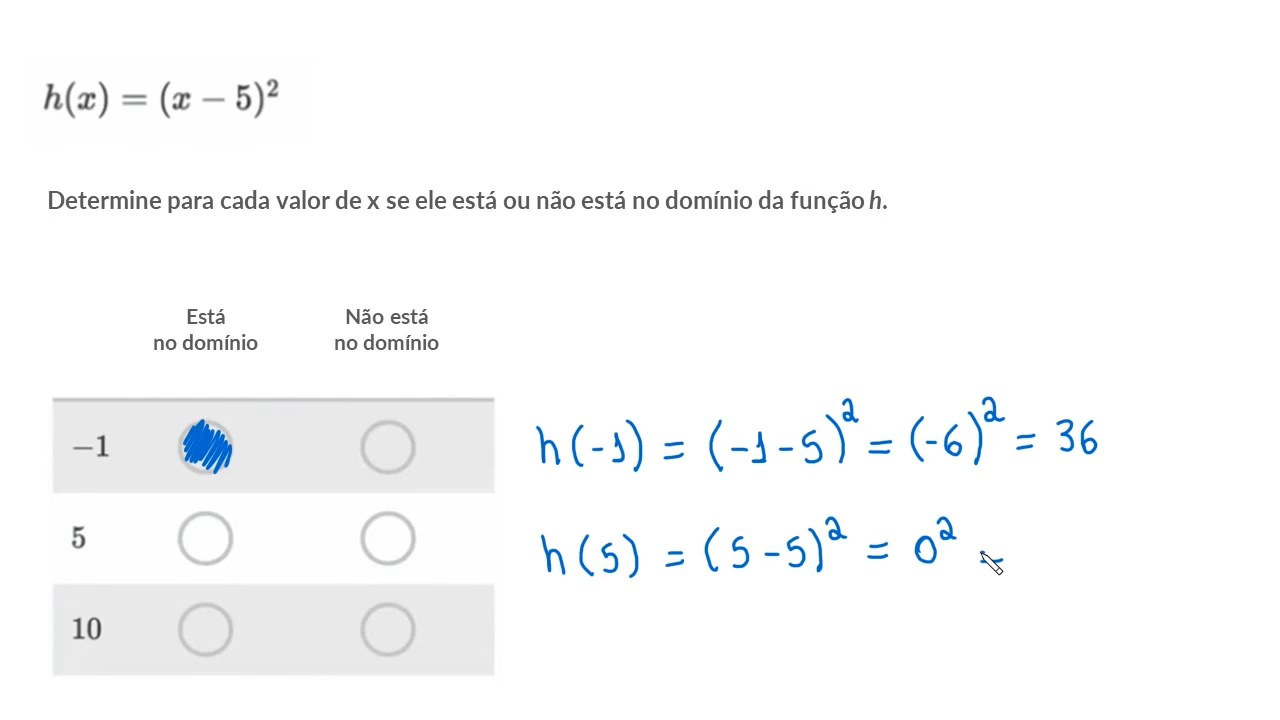 h(x) = (x − 5)²
Determine para cada valor de x se ele está ou não está no domínio da função h.
Está no domínio
Não está no domínio
−1
h(-1) = (-1-5)² = (-6)² = 36
5
h(5) = (5-5)² = 0²
10